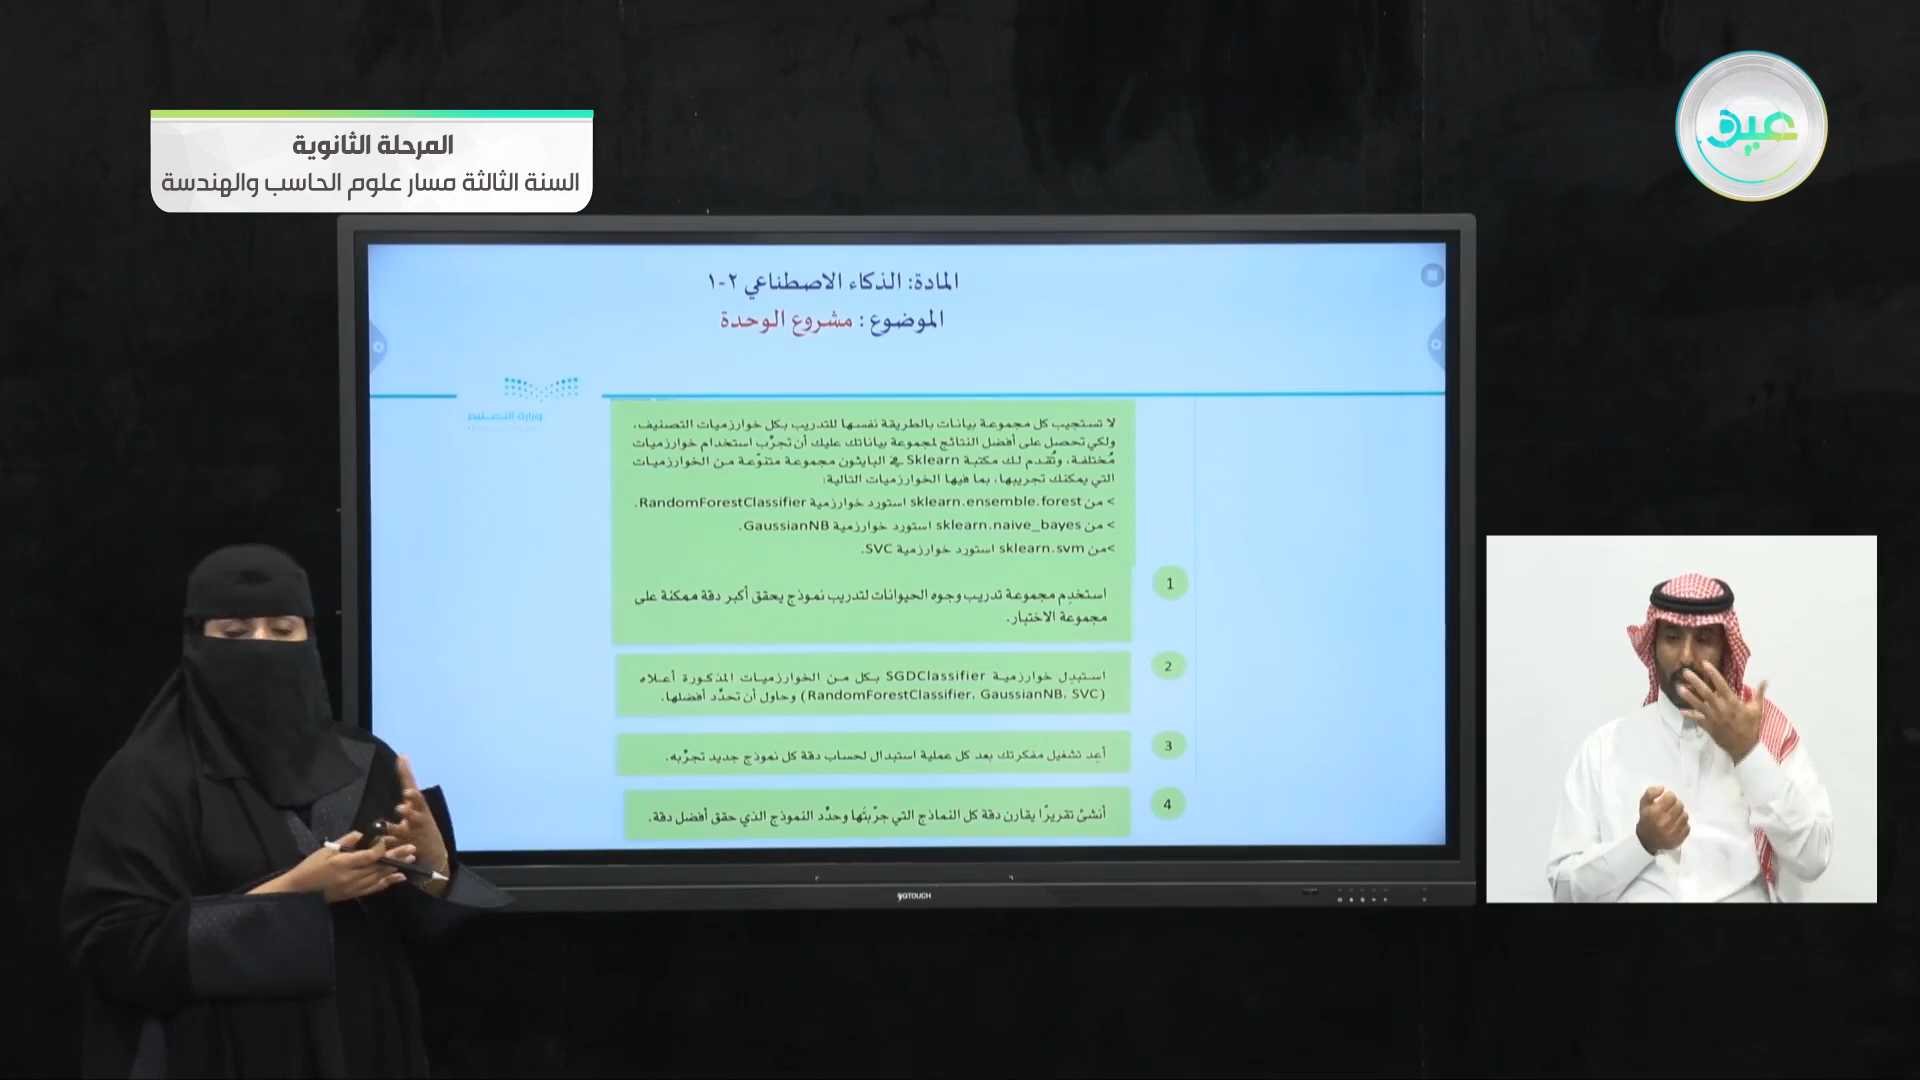 المرحلة الثانوية
السنة الثالثة مسار علوم الحاسب والهندسة
عين
المادة: الذكاء الاصطناعي ٢-١
الموضوع : مشروع الوحدة
وزارة التعليم
لا تستجيب كل مجموعة بيانات بالطريقة نفسها للتدريب بكل خوارزميات التصنيف،
ولكي تحصل على أفضل النتائج لمجموعة بياناتك عليك أن تجرّب استخدام خوارزميات
مُختلفة، وتُقدم لك مكتبة Sklearn في البايثون مجموعة متنوّعة من الخوارزميات
التي يمكنك تجريبها، بما فيها الخوارزميات التالية:
> من sklearn.ensemble.forest استورد خوارزمية RandomForestClassifier.
> من sklearn.naive_bayes استورد خوارزمية GaussianNB.
>من sklearn.svm استورد خوارزمية SVC.
1
استخدِم مجموعة تدريب وجوه الحيوانات لتدريب نموذج يحقق أكبر دقة ممكنة على
مجموعة الاختبار.
2
استبدِل خوارزمية SGDClassifier بكل من الخوارزميات المذكورة أعلاه
(RandomForestClassifier، GaussianNB، SVC) وحاول أن تحدّد أفضلها.
3
أعِد تشغيل مفكرتك بعد كل عملية استبدال لحساب دقة كل نموذج جديد تجرّبه.
4
أنشئ تقريرًا يقارن دقة كل النماذج التي جرّبتَها وحدِّد النموذج الذي حقق أفضل دقة.